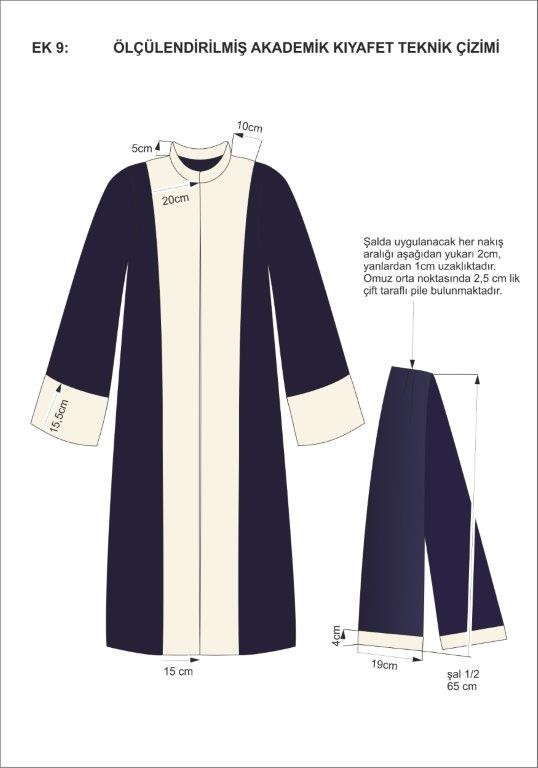 EK 9: ÖLÇÜLENDİRİLMİŞ AKADEMİK KIYAFET TEKNİK ÇİZİMİ
10cm
5cm
20cm
Şalda uygulanacak her nakış
aralığı aşağıdan yukarı 2cm,
yanlardan 1cm uzaklıktadır.
Omuz orta noktasında 2,5 cm lik
çift taraflı pile bulunmaktadır.
15,5cm
4cm
19cm
15 cm
şal 1/2
65 cm